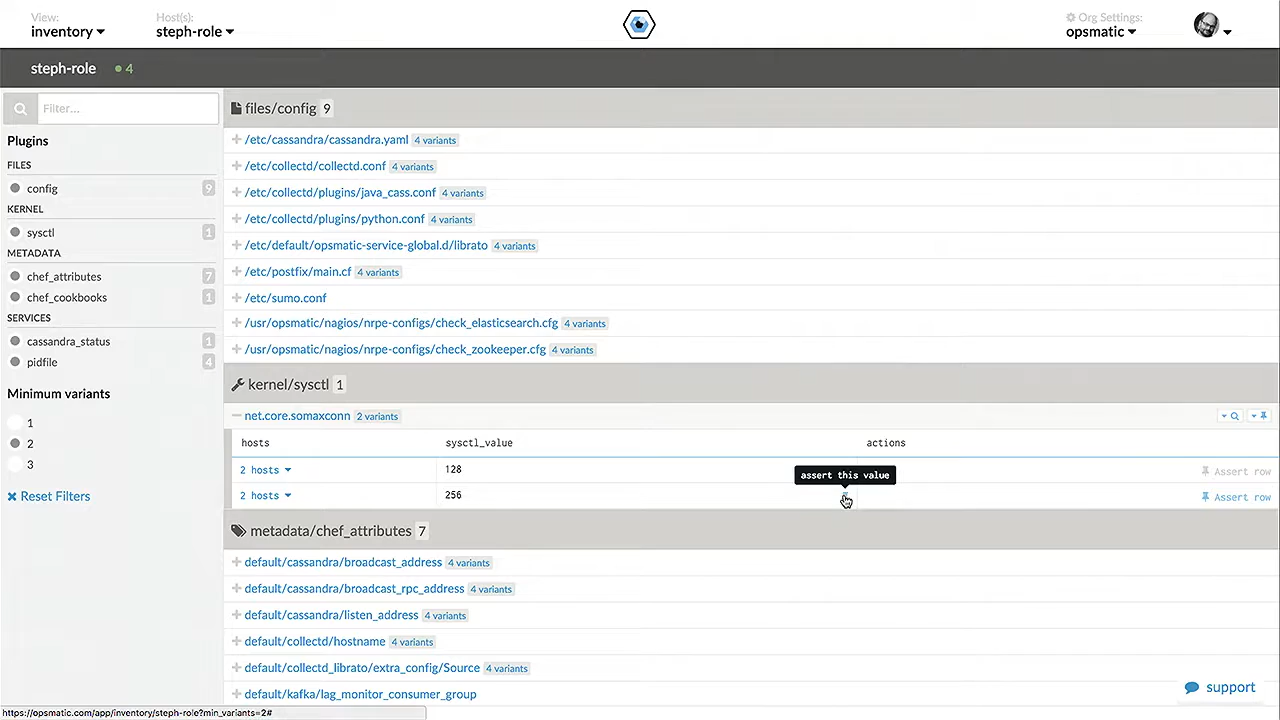 View:
inventory
Host(s):
steph-role
Org Settings:
opsmatic
steph-role 4
Filter...
Plugins
FILES
config 9
KERNEL
sysctl 1
METADATA
chef_attributes 7
chef_cookbooks 1
SERVICES
cassandra_status 1
pidfile 4
Minimum variants
1
2
3
Reset Filters
files/config 9
/etc/cassandra/cassandra.yaml 4 variants
/etc/collectd/collectd.conf 4 variants
/etc/collectd/plugins/java_cass.conf 4 variants
/etc/collectd/plugins/python.conf 4 variants
/etc/default/opsmatic-service-global.d/librato 4 variants
/etc/postfix/main.cf 4 variants
/etc/sumo.conf
/usr/opsmatic/nagios/nrpe-configs/check_elasticsearch.cfg 4 variants
/usr/opsmatic/nagios/nrpe-configs/check_zookeeper.cfg 4 variants
kernel/sysctl 1
net.core.somaxconn 2 variants
hosts sysctl_value actions
2 hosts 128 Assert row
assert this value
2 hosts 256 Assert row
metadata/chef_attributes 7
default/cassandra/broadcast_address 4 variants
default/cassandra/broadcast_rpc_address 4 variants
default/cassandra/listen_address 4 variants
default/collectd/hostname 4 variants
default/collectd_librato/extra_config/Source 4 variants
default/kafka/lag_monitor_consumer_group
support
https://opsmatic.com/app/inventory/steph-role?min_variants=2#